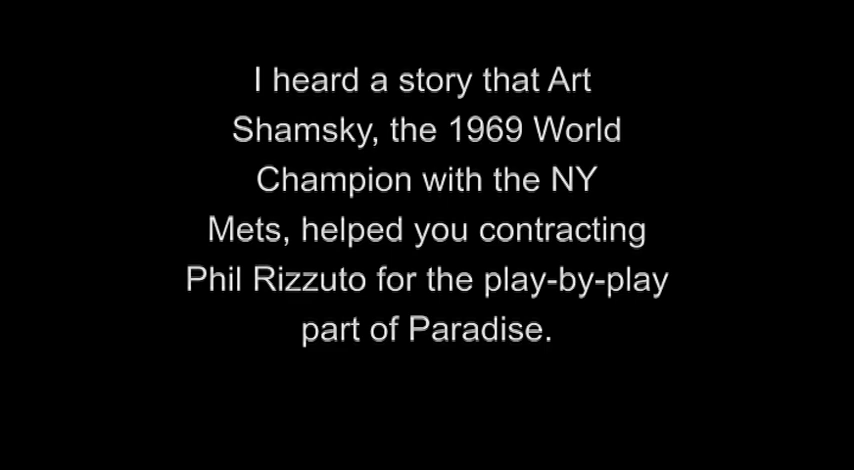 I heard a story that Art
Shamsky, the 1969 World
Champion with the NY
Mets, helped you contracting
Phil Rizzuto for the play-by-play
part of Paradise.